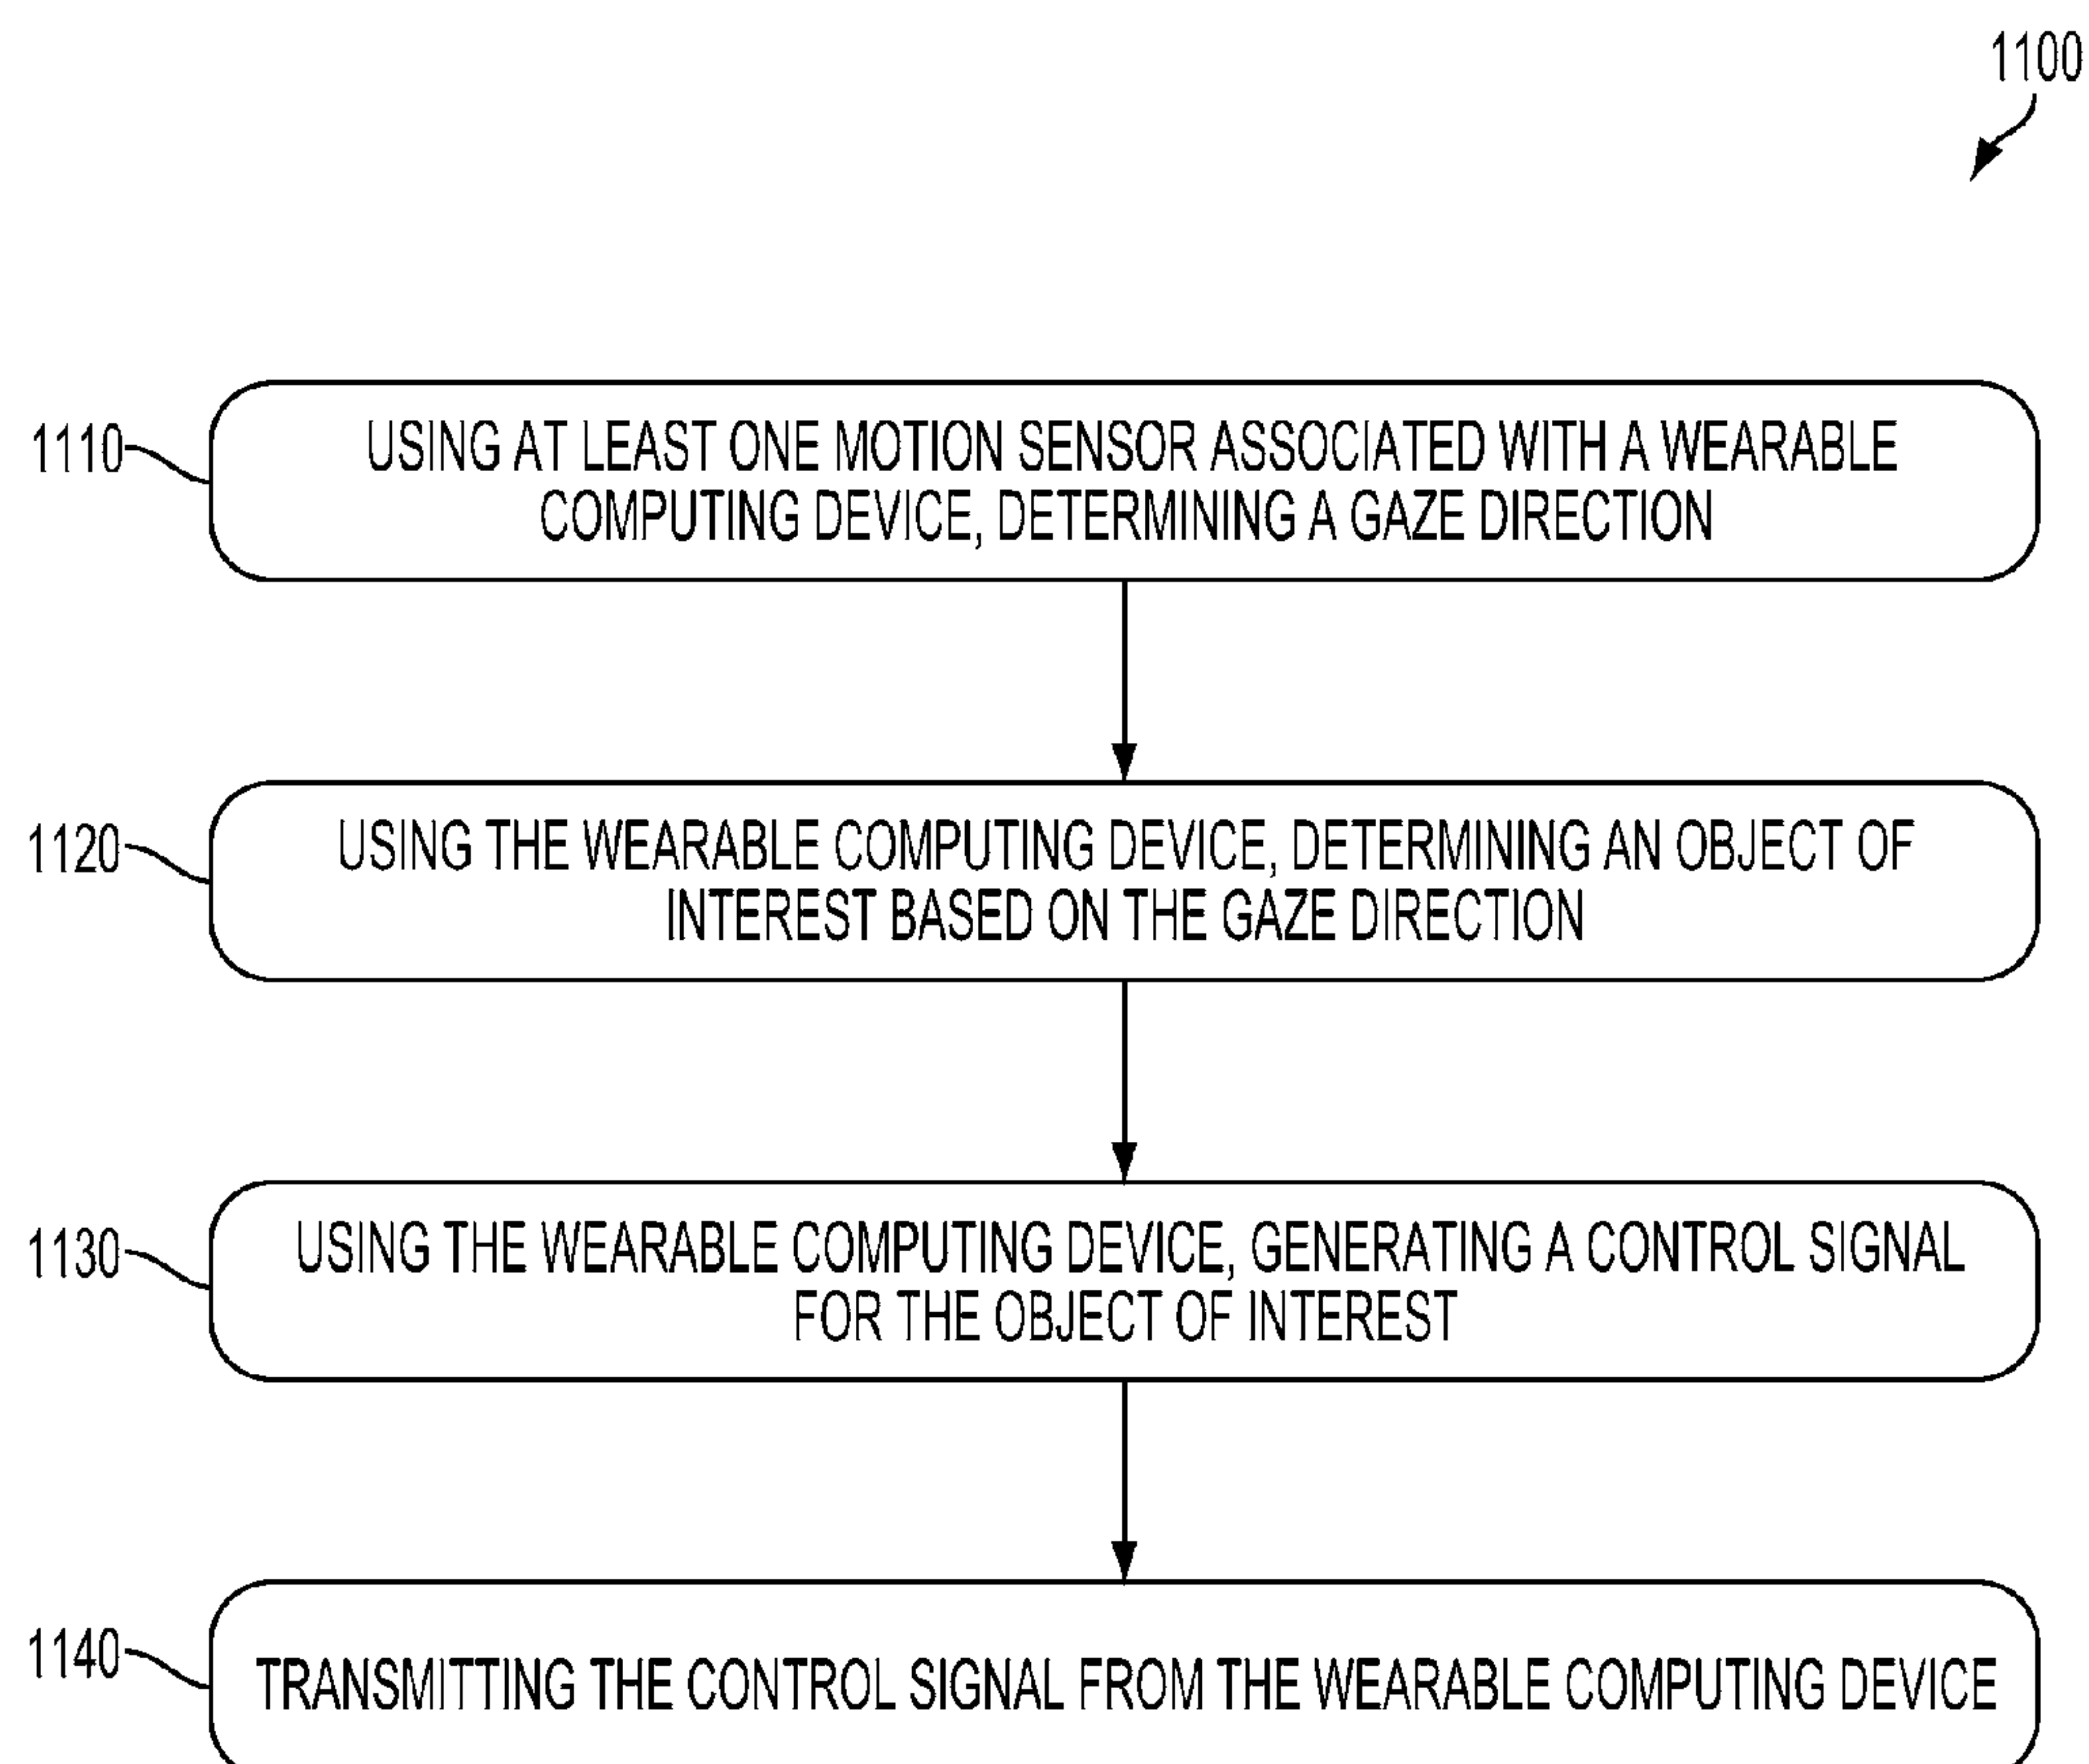 1100
1110
USING AT LEAST ONE MOTION SENSOR ASSOCIATED WITH A WEARABLE
COMPUTING DEVICE, DETERMINING A GAZE DIRECTION
1120
USING THE WEARABLE COMPUTING DEVICE, DETERMINING AN OBJECT OF
INTEREST BASED ON THE GAZE DIRECTION
1130
USING THE WEARABLE COMPUTING DEVICE, GENERATING A CONTROL SIGNAL
FOR THE OBJECT OF INTEREST
1140
TRANSMITTING THE CONTROL SIGNAL FROM THE WEARABLE COMPUTING DEVICE